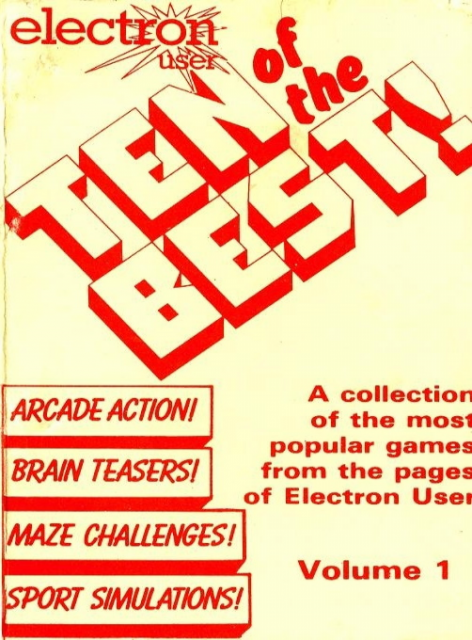 electron
user
TEN of
the
BEST!
ARCADE ACTION!
BRAIN TEASERS!
MAZE CHALLENGES!
SPORT SIMULATIONS!
A collection
of the most
popular games
from the pages
of Electron User
Volume 1